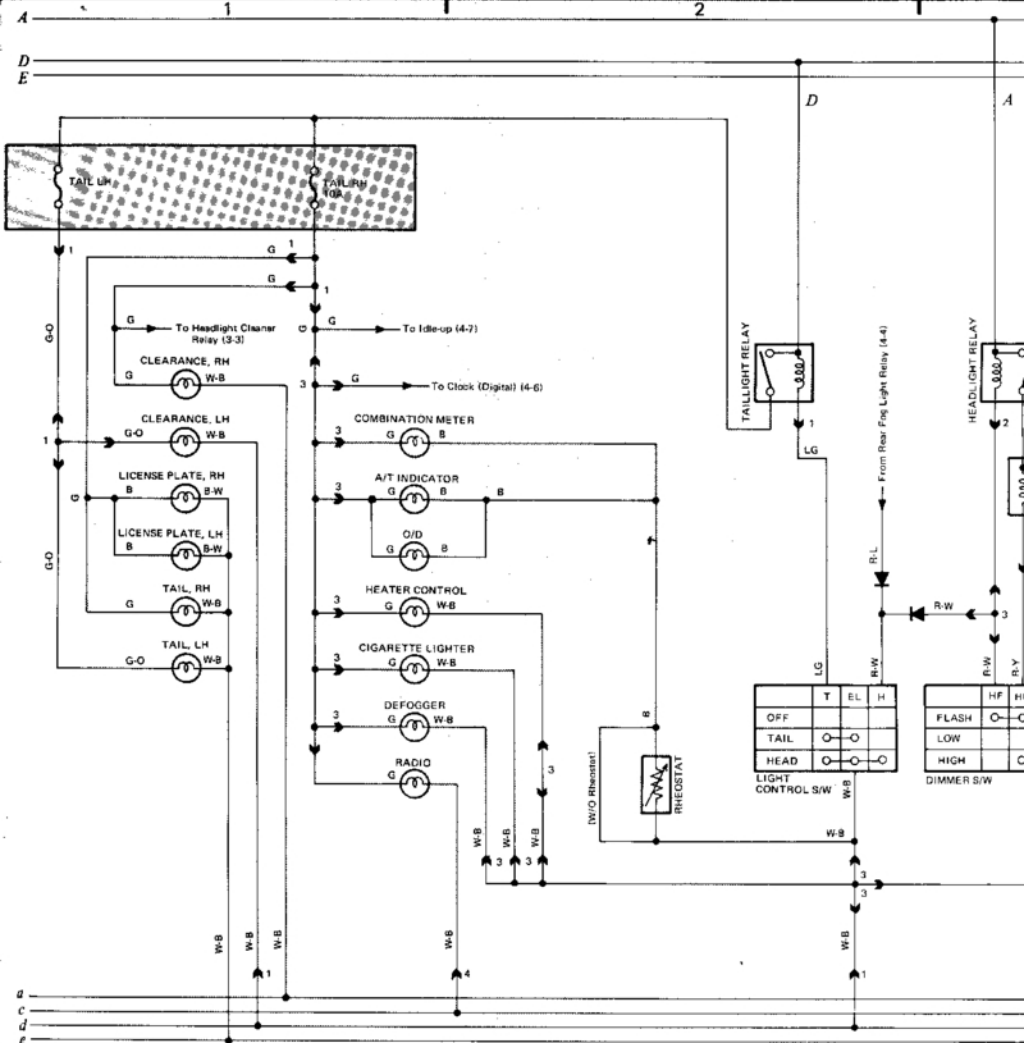 1 2
A
D
E
D A
TAIL LH
TAIL RH
10A
1
G 1
G 1
G-O
G
To Headlight Cleaner
Relay (3-3)
G G
To Idle-up (4-7)
CLEARANCE, RH
G W-B
3 G
To Clock (Digital) (4-6)
TAILLIGHT RELAY
HEADLIGHT RELAY
1
2
LG
From Rear Fog Light Relay (4-4)
CLEARANCE, LH
1 G-O W-B
COMBINATION METER
3 G B
LICENSE PLATE, RH
G B B-W
A/T INDICATOR
3 G B B
LICENSE PLATE, LH
B B-W
O/D
G B
G-O
R-L
TAIL, RH
G W-B
HEATER CONTROL
3 G W-B
R-W 3
TAIL, LH
G-O W-B
CIGARETTE LIGHTER
3 G W-B
LG R-W R-W R-Y
DEFOGGER
3 G W-B
B
T EL H
OFF
TAIL
HEAD
LIGHT
CONTROL S/W
HF
FLASH
LOW
HIGH
DIMMER S/W
RADIO
G
3
[W/O Rheostat]
RHEOSTAT
W-B
W-B W-B W-B
3 3
W-B
3
3
W-B W-B W-B
W-B
W-B
1 4 1
a
c
d
e